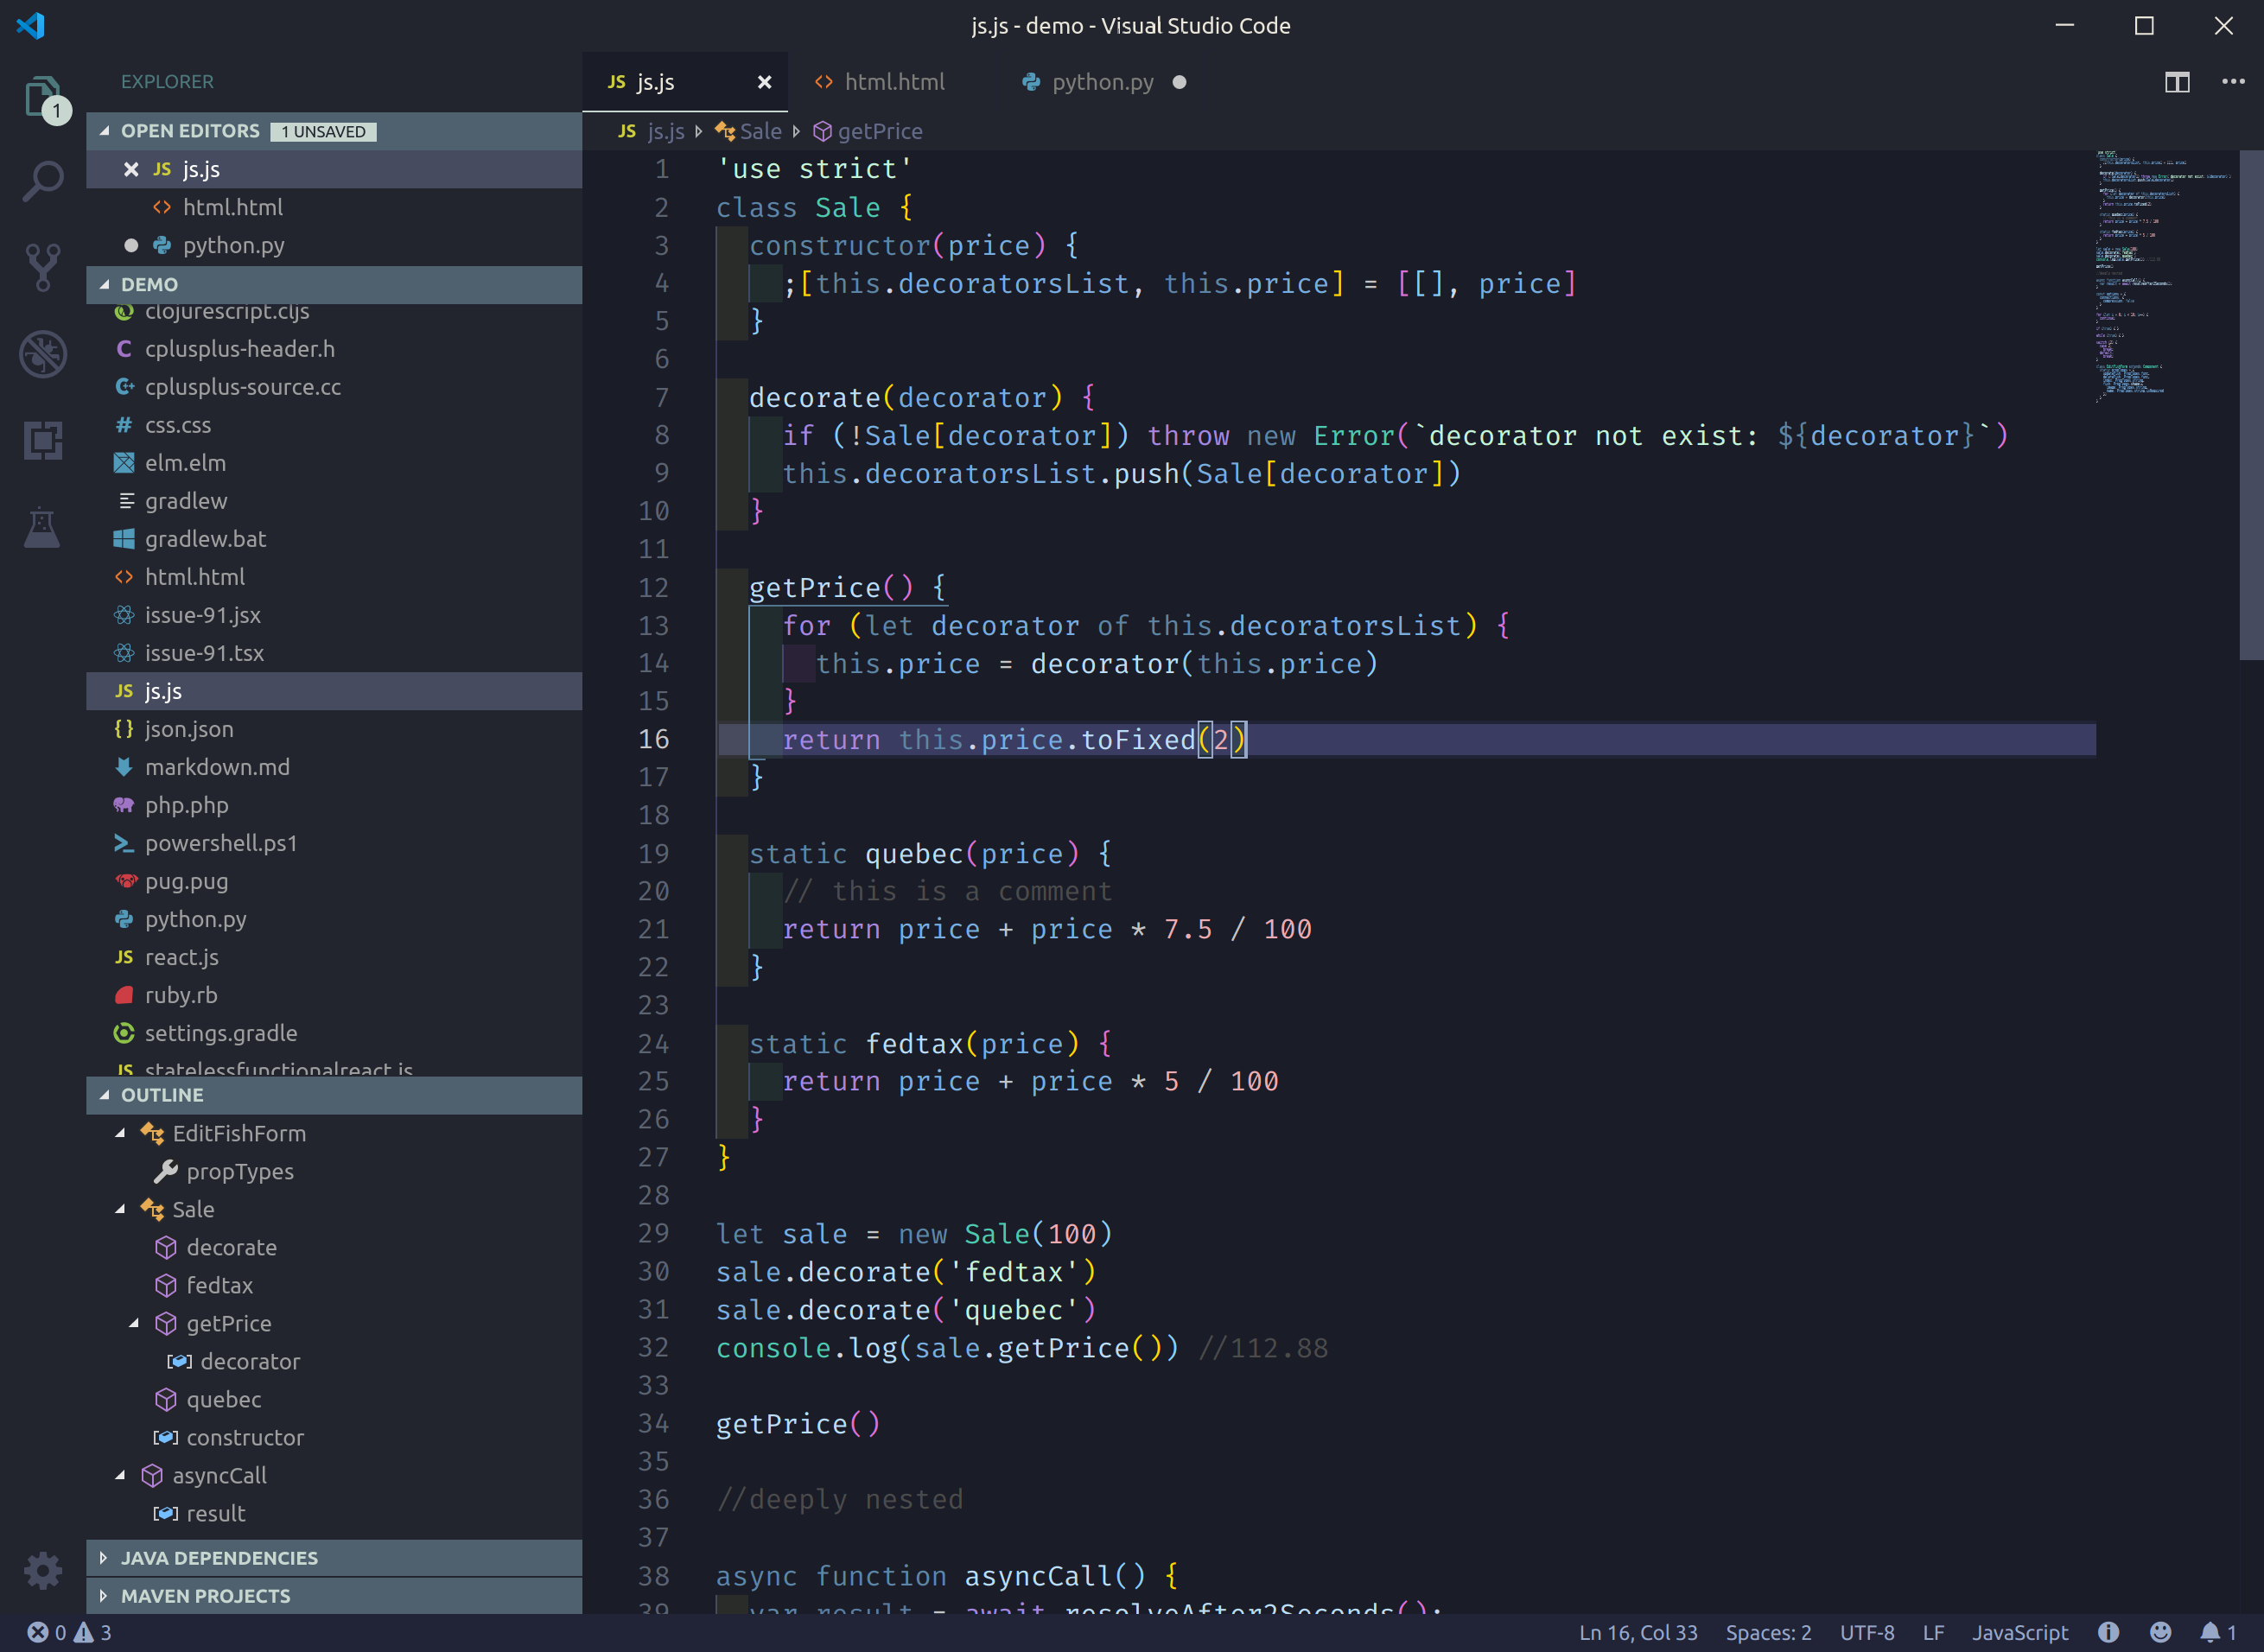 js.js - demo - Visual Studio Code
EXPLORER
1
OPEN EDITORS 1 UNSAVED
JS js.js
html.html
python.py
DEMO
clojurescript.cljs
C cplusplus-header.h
cplusplus-source.cc
# css.css
elm.elm
gradlew
gradlew.bat
html.html
issue-91.jsx
issue-91.tsx
JS js.js
{} json.json
markdown.md
php.php
powershell.ps1
pug.pug
python.py
JS react.js
ruby.rb
settings.gradle
JS statelessfunctionalreact.js
OUTLINE
EditFishForm
propTypes
Sale
decorate
fedtax
getPrice
decorator
quebec
constructor
asyncCall
result
JAVA DEPENDENCIES
MAVEN PROJECTS
JS js.js html.html python.py
JS js.js Sale getPrice
1 'use strict'
2 class Sale {
3 constructor(price) {
4 ;[this.decoratorsList, this.price] = [[], price]
5 }
6
7 decorate(decorator) {
8 if (!Sale[decorator]) throw new Error(`decorator not exist: ${decorator}`)
9 this.decoratorsList.push(Sale[decorator])
10 }
11
12 getPrice() {
13 for (let decorator of this.decoratorsList) {
14 this.price = decorator(this.price)
15 }
16 return this.price.toFixed(2)
17 }
18
19 static quebec(price) {
20 // this is a comment
21 return price + price * 7.5 / 100
22 }
23
24 static fedtax(price) {
25 return price + price * 5 / 100
26 }
27 }
28
29 let sale = new Sale(100)
30 sale.decorate('fedtax')
31 sale.decorate('quebec')
32 console.log(sale.getPrice()) //112.88
33
34 getPrice()
35
36 //deeply nested
37
38 async function asyncCall() {
39 var result = await resolveAfter2Seconds();
0 3 Ln 16, Col 33 Spaces: 2 UTF-8 LF JavaScript 1